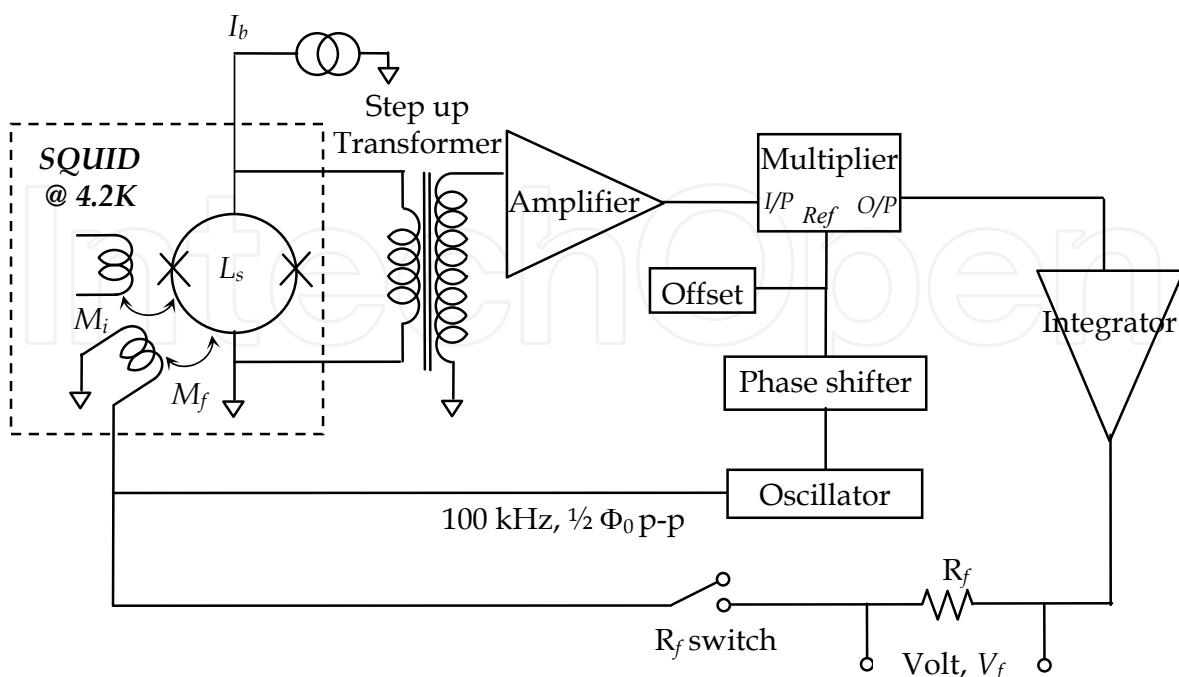 I_b
Step up
Transformer
SQUID
@ 4.2K
Multiplier
I/P Ref O/P
Amplifier
L_s
Offset
M_i
Integrator
M_f
Phase shifter
Oscillator
100 kHz, ½ Φ₀ p-p
R_f
R_f switch
Volt, V_f
IntechOpen